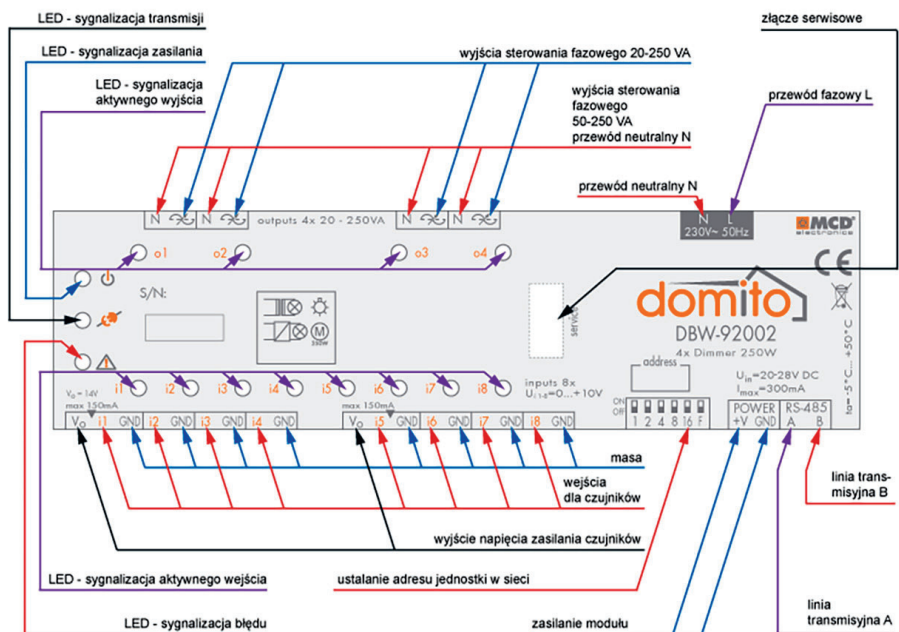 LED - sygnalizacja transmisji
złącze serwisowe
LED - sygnalizacja zasilania
wyjścia sterowania fazowego 20-250 VA
LED - sygnalizacja
aktywnego wyjścia
wyjścia sterowania
fazowego
50-250 VA
przewód neutralny N
przewód fazowy L
przewód neutralny N
N N outputs 4x 20 - 250VA N N
N L
230V~ 50Hz
MCD
electronics
o1 o2 o3 o4
CE
S/N:
M
250W
service
domito
DBW-92002
4x Dimmer 250W
address
ta= -5°C... +50°C
i1 i2 i3 i4 i5 i6 i7 i8
inputs 8x
Ui 1-8=0...+10V
Uin=20-28V DC
Imax=300mA
Vo = 14V
max 150mA
max 150mA
ON
OFF
1 2 4 8 16 F
POWER RS-485
+V GND A B
Vo i1 GND i2 GND i3 GND i4 GND
Vo i5 GND i6 GND i7 GND i8 GND
masa
wejścia
dla czujników
linia trans-
misyjna B
wyjście napięcia zasilania czujników
LED - sygnalizacja aktywnego wejścia
ustalanie adresu jednostki w sieci
LED - sygnalizacja błędu
zasilanie modułu
linia
transmisyjna A